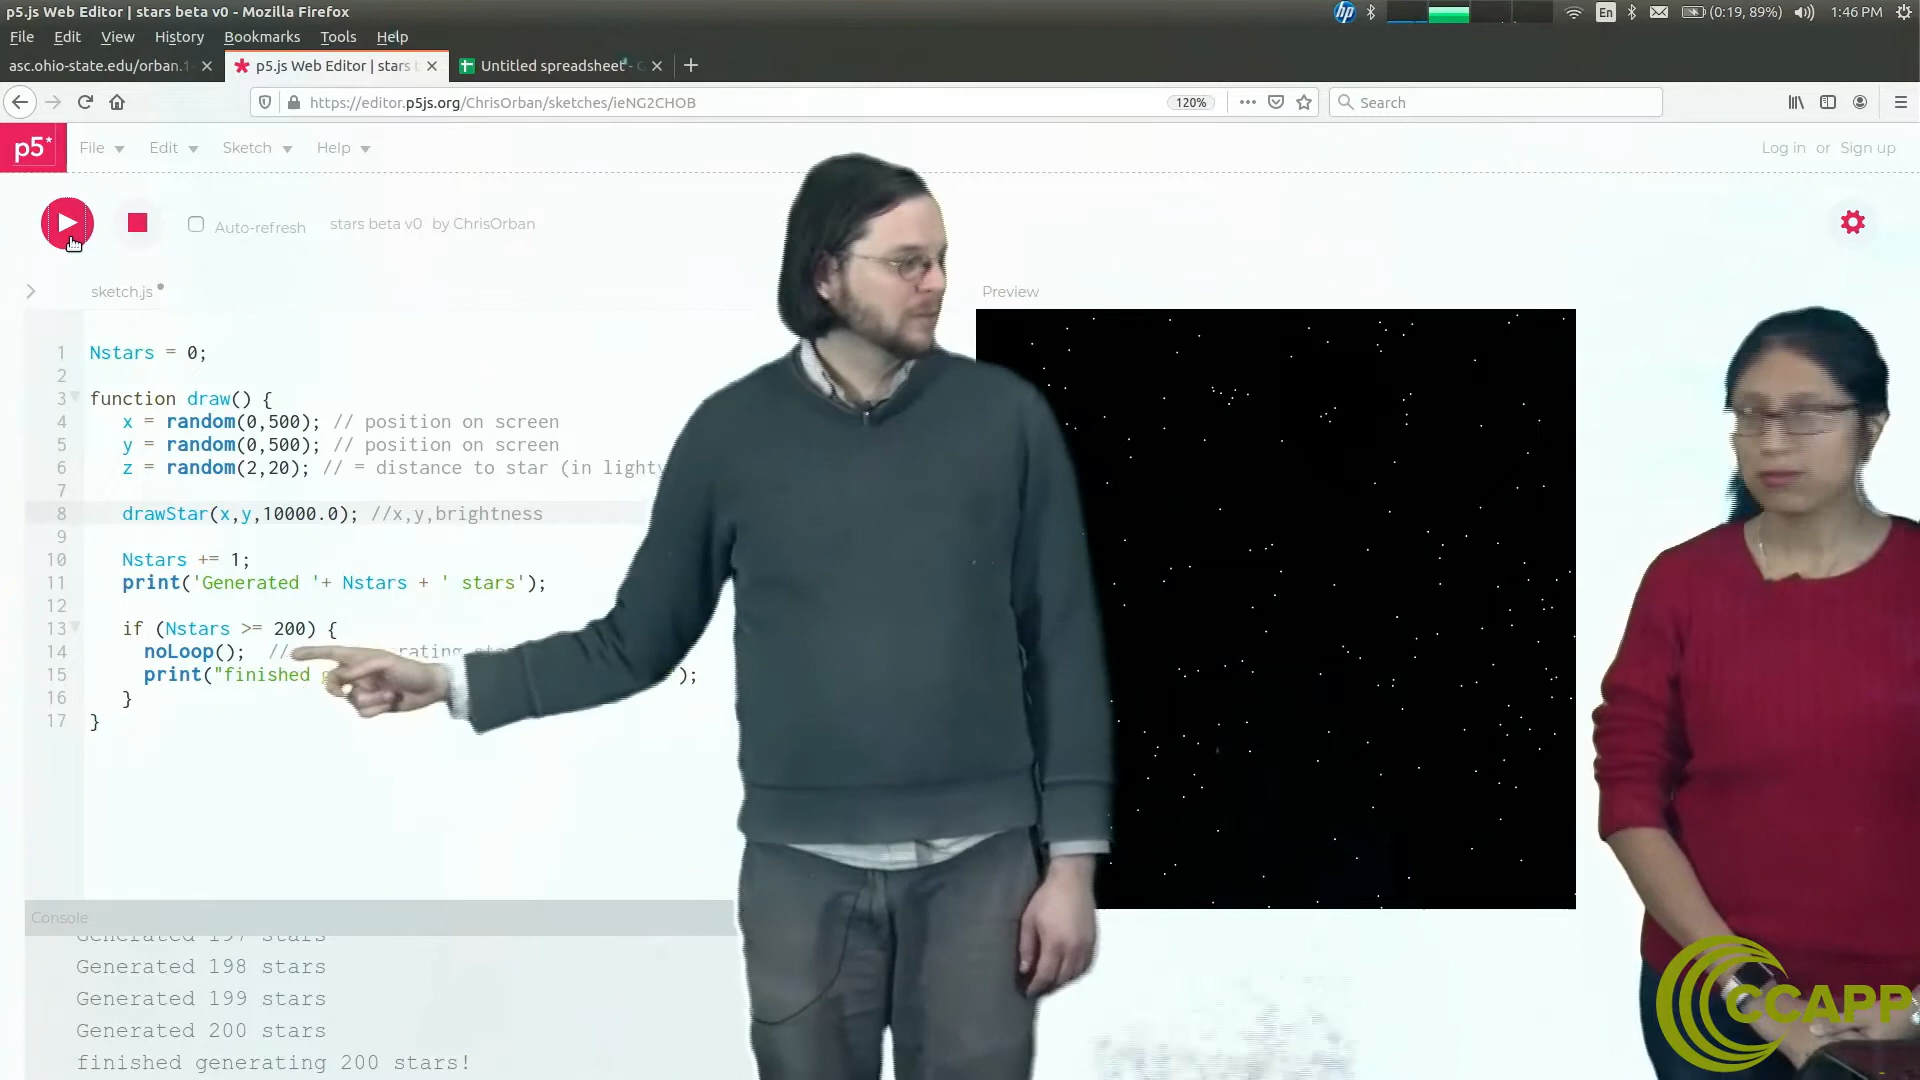 p5.js Web Editor | stars beta v0 - Mozilla Firefox
hp
En
(0:19, 89%)
1:46 PM
File Edit View History Bookmarks Tools Help
asc.ohio-state.edu/orban.1
p5.js Web Editor | stars
Untitled spreadsheet -
https://editor.p5js.org/ChrisOrban/sketches/ieNG2CHOB
120%
Search
p5*
File Edit Sketch Help
Log in or Sign up
Auto-refresh
stars beta v0 by ChrisOrban
sketch.js
Preview
1 Nstars = 0;
2
3 function draw() {
4 x = random(0,500); // position on screen
5 y = random(0,500); // position on screen
6 z = random(2,20); // = distance to star (in lighty
7
8 drawStar(x,y,10000.0); //x,y,brightness
9
10 Nstars += 1;
11 print('Generated '+ Nstars + ' stars');
12
13 if (Nstars >= 200) {
14 noLoop(); //
15 print("finished ");
16 }
17 }
Console
Generated 197 stars
Generated 198 stars
Generated 199 stars
Generated 200 stars
finished generating 200 stars!
CCAPP